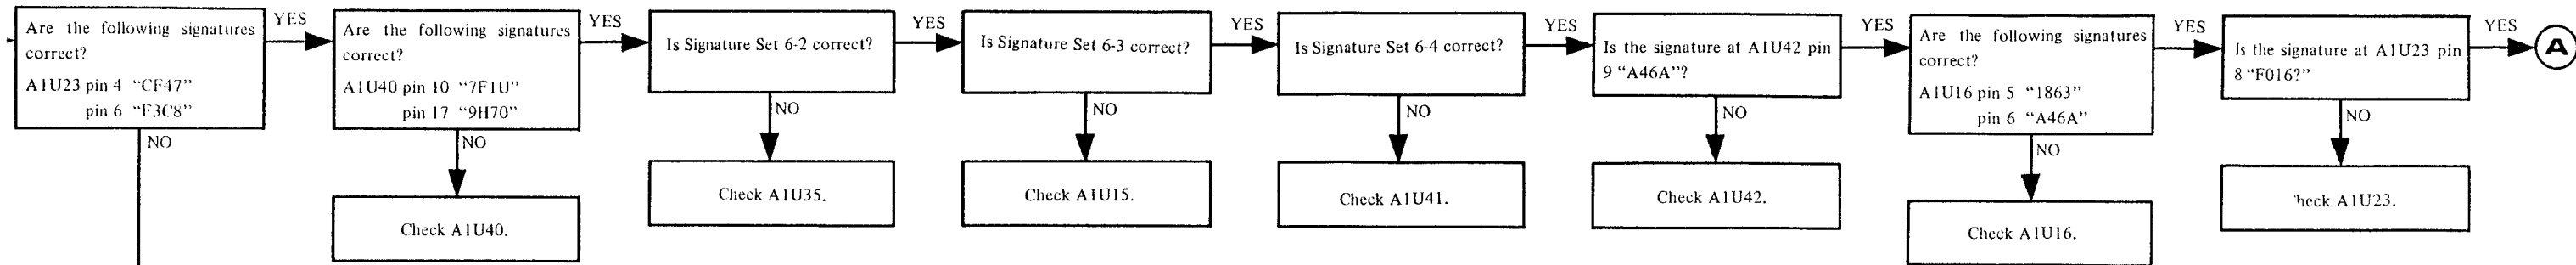 Are the following signatures
correct?
A1U23 pin 4 “CF47”
pin 6 “F3C8”
YES
NO
Are the following signatures
correct?
A1U40 pin 10 “7F1U”
pin 17 “9H70”
YES
NO
Check A1U40.
Is Signature Set 6-2 correct?
YES
NO
Check A1U35.
Is Signature Set 6-3 correct?
YES
NO
Check A1U15.
Is Signature Set 6-4 correct?
YES
NO
Check A1U41.
Is the signature at A1U42 pin
9 “A46A”?
YES
NO
Check A1U42.
Are the following signatures
correct?
A1U16 pin 5 “1863”
pin 6 “A46A”
YES
NO
Check A1U16.
Is the signature at A1U23 pin
8 “F016?”
YES
NO
heck A1U23.
A